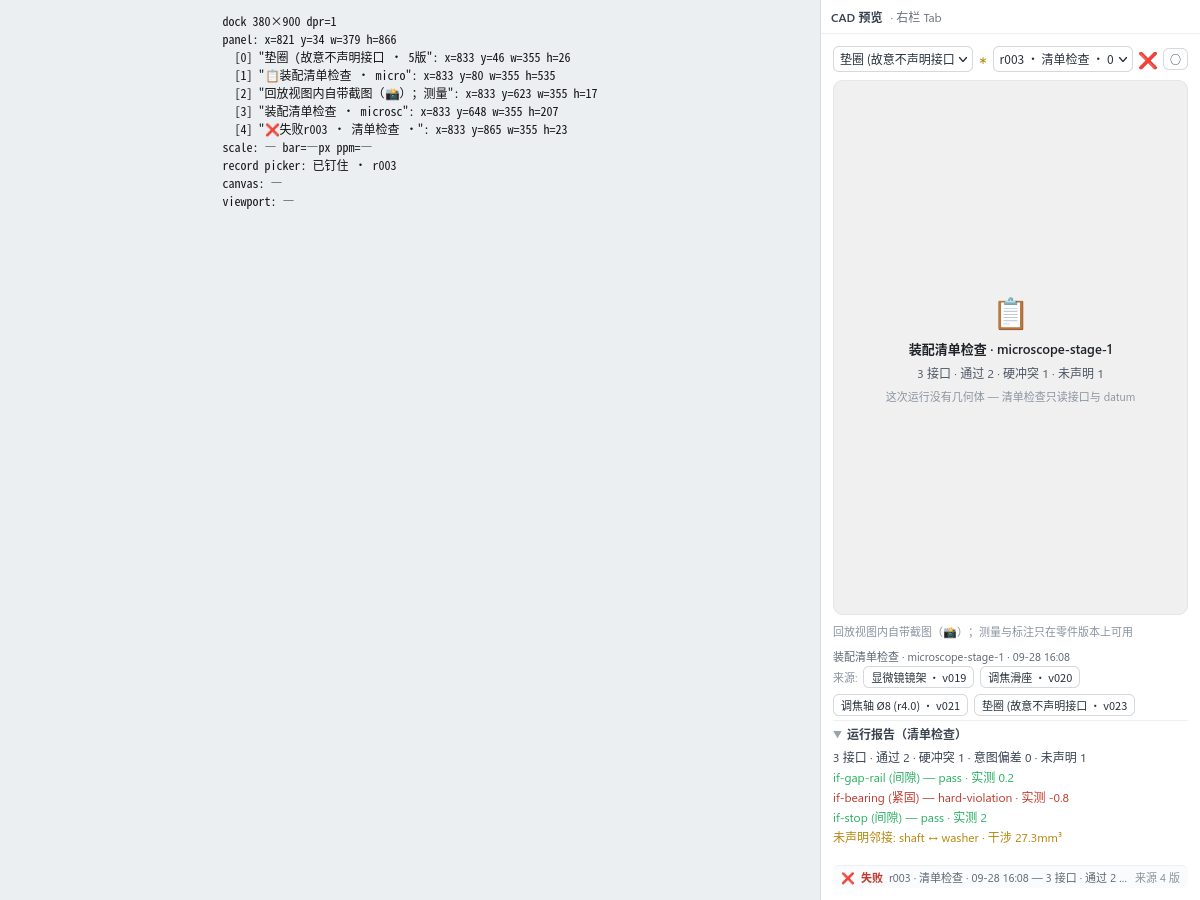 dock 380×900 dpr=1
panel: x=821 y=34 w=379 h=866
[0] "垫圈 (故意不声明接口 · 5版": x=833 y=46 w=355 h=26
[1] "📋装配清单检查 · micro": x=833 y=80 w=355 h=535
[2] "回放视图内自带截图（📸）；测量": x=833 y=623 w=355 h=17
[3] "装配清单检查 · microsc": x=833 y=648 w=355 h=207
[4] "❌失败r003 · 清单检查 ·": x=833 y=865 w=355 h=23
scale: — bar=—px ppm=—
record picker: 已钉住 · r003
canvas: —
viewport: —
CAD 预览 · 右栏 Tab
垫圈 (故意不声明接口 * r003 · 清单检查 · 0 ❌
📋
装配清单检查 · microscope-stage-1
3 接口 · 通过 2 · 硬冲突 1 · 未声明 1
这次运行没有几何体 — 清单检查只读接口与 datum
回放视图内自带截图（📸）；测量与标注只在零件版本上可用
装配清单检查 · microscope-stage-1 · 09-28 16:08
来源: 显微镜镜架 · v019 调焦滑座 · v020
调焦轴 Ø8 (r4.0) · v021 垫圈 (故意不声明接口 · v023
▼ 运行报告（清单检查）
3 接口 · 通过 2 · 硬冲突 1 · 意图偏差 0 · 未声明 1
if-gap-rail (间隙) — pass · 实测 0.2
if-bearing (紧固) — hard-violation · 实测 -0.8
if-stop (间隙) — pass · 实测 2
未声明邻接: shaft ↔ washer · 干涉 27.3mm³
❌ 失败 r003 · 清单检查 · 09-28 16:08 — 3 接口 · 通过 2 ... 来源 4 版